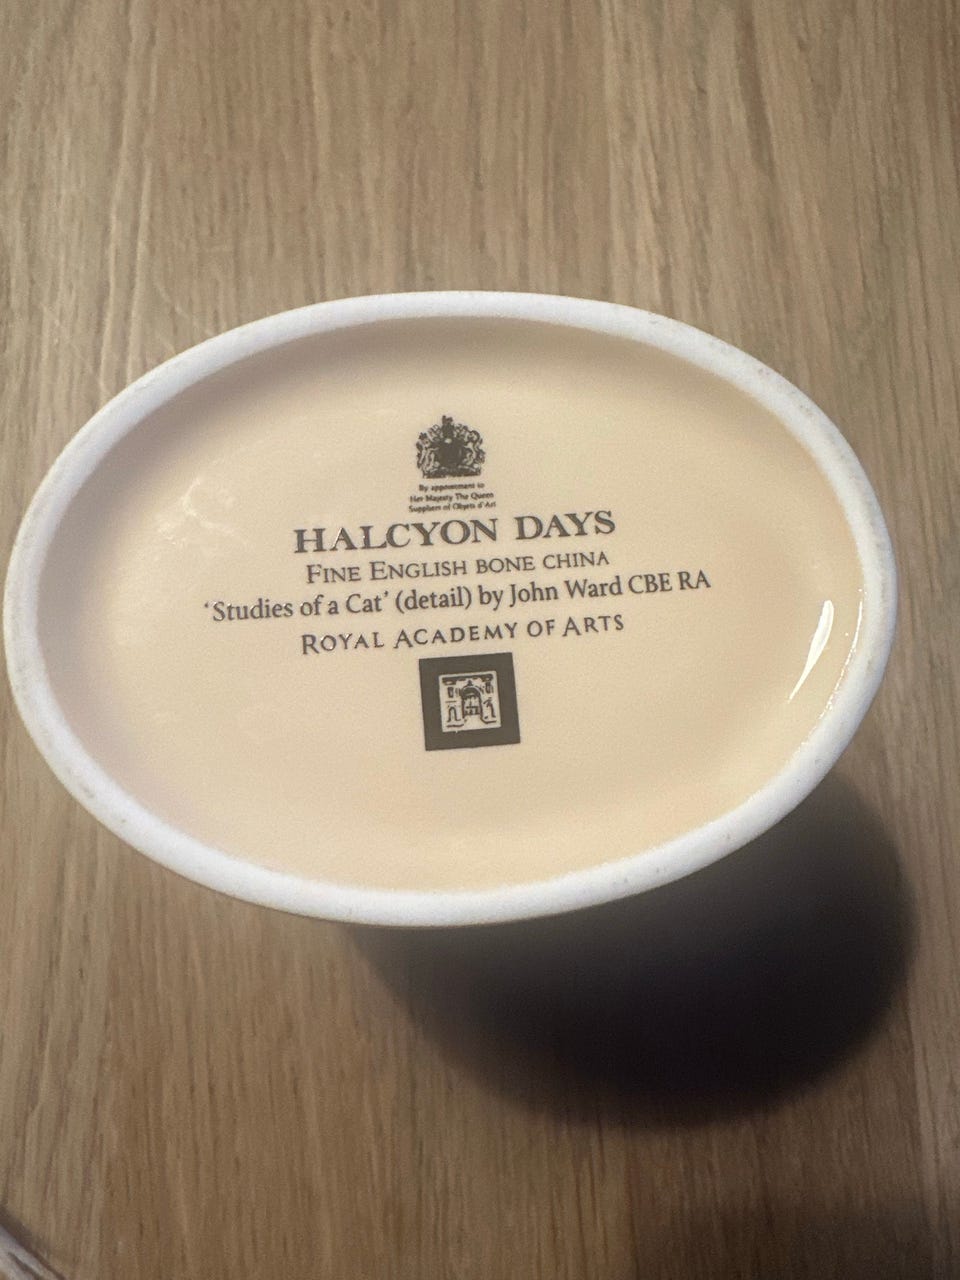 By appointment to
Her Majesty The Queen
Suppliers of Objets d'Art
HALCYON DAYS
FINE ENGLISH BONE CHINA
‘Studies of a Cat’ (detail) by John Ward CBE RA
ROYAL ACADEMY OF ARTS